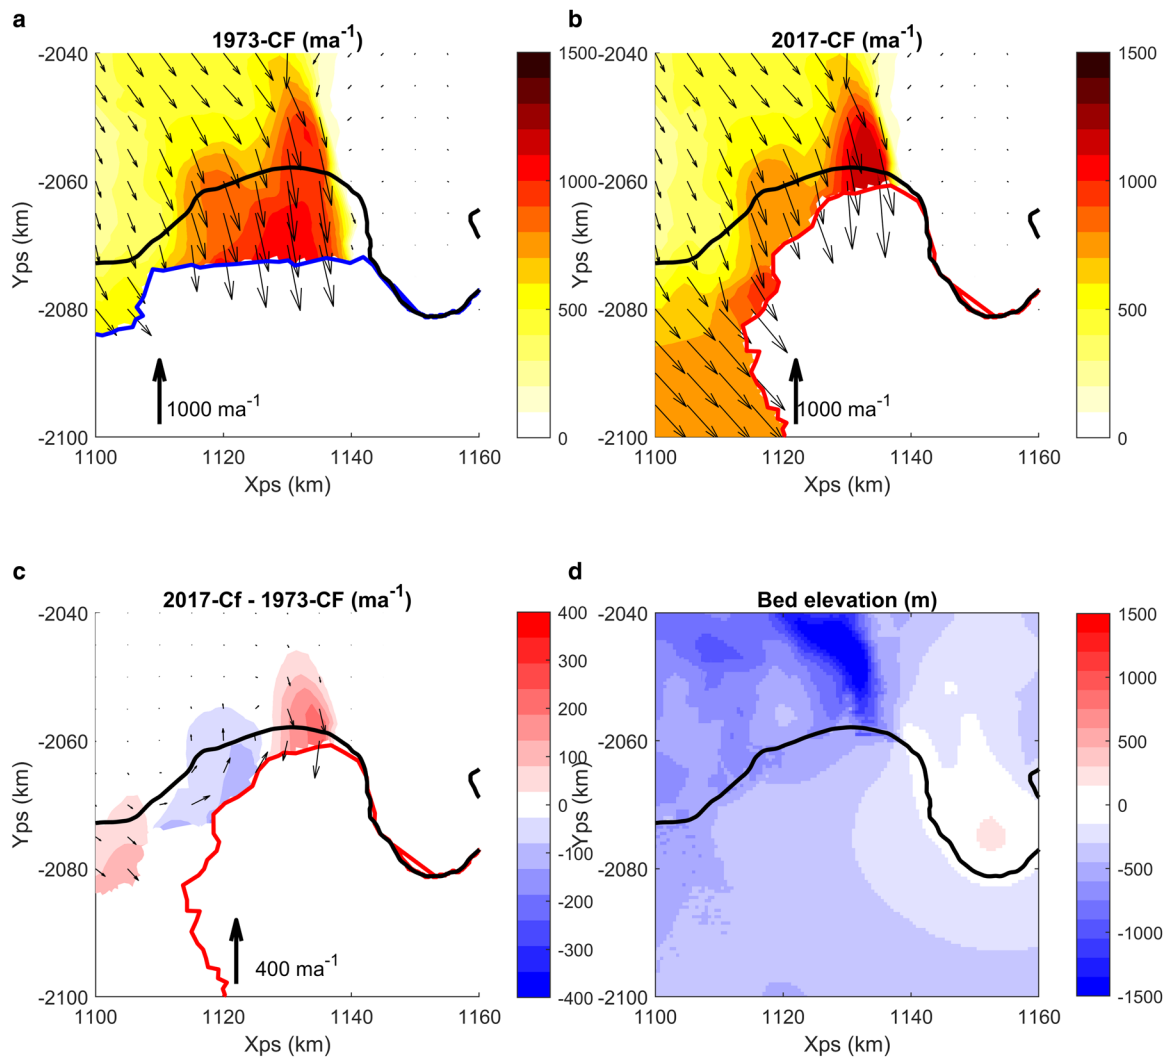 a
1973-CF (ma-1)
-2040
-2060
-2080
-2100
Yps (km)
1100 1120 1140 1160
Xps (km)
1000 ma-1
1500
1000
500
0
b
2017-CF (ma-1)
-2040
-2060
-2080
-2100
Yps (km)
1100 1120 1140 1160
Xps (km)
1000 ma-1
1500
1000
500
0
c
2017-Cf - 1973-CF (ma-1)
-2040
-2060
-2080
-2100
Yps (km)
1100 1120 1140 1160
Xps (km)
400 ma-1
400
300
200
100
0
-100
-200
-300
-400
d
Bed elevation (m)
-2040
-2060
-2080
-2100
Yps (km)
1100 1120 1140 1160
Xps (km)
1500
1000
500
0
-500
-1000
-1500